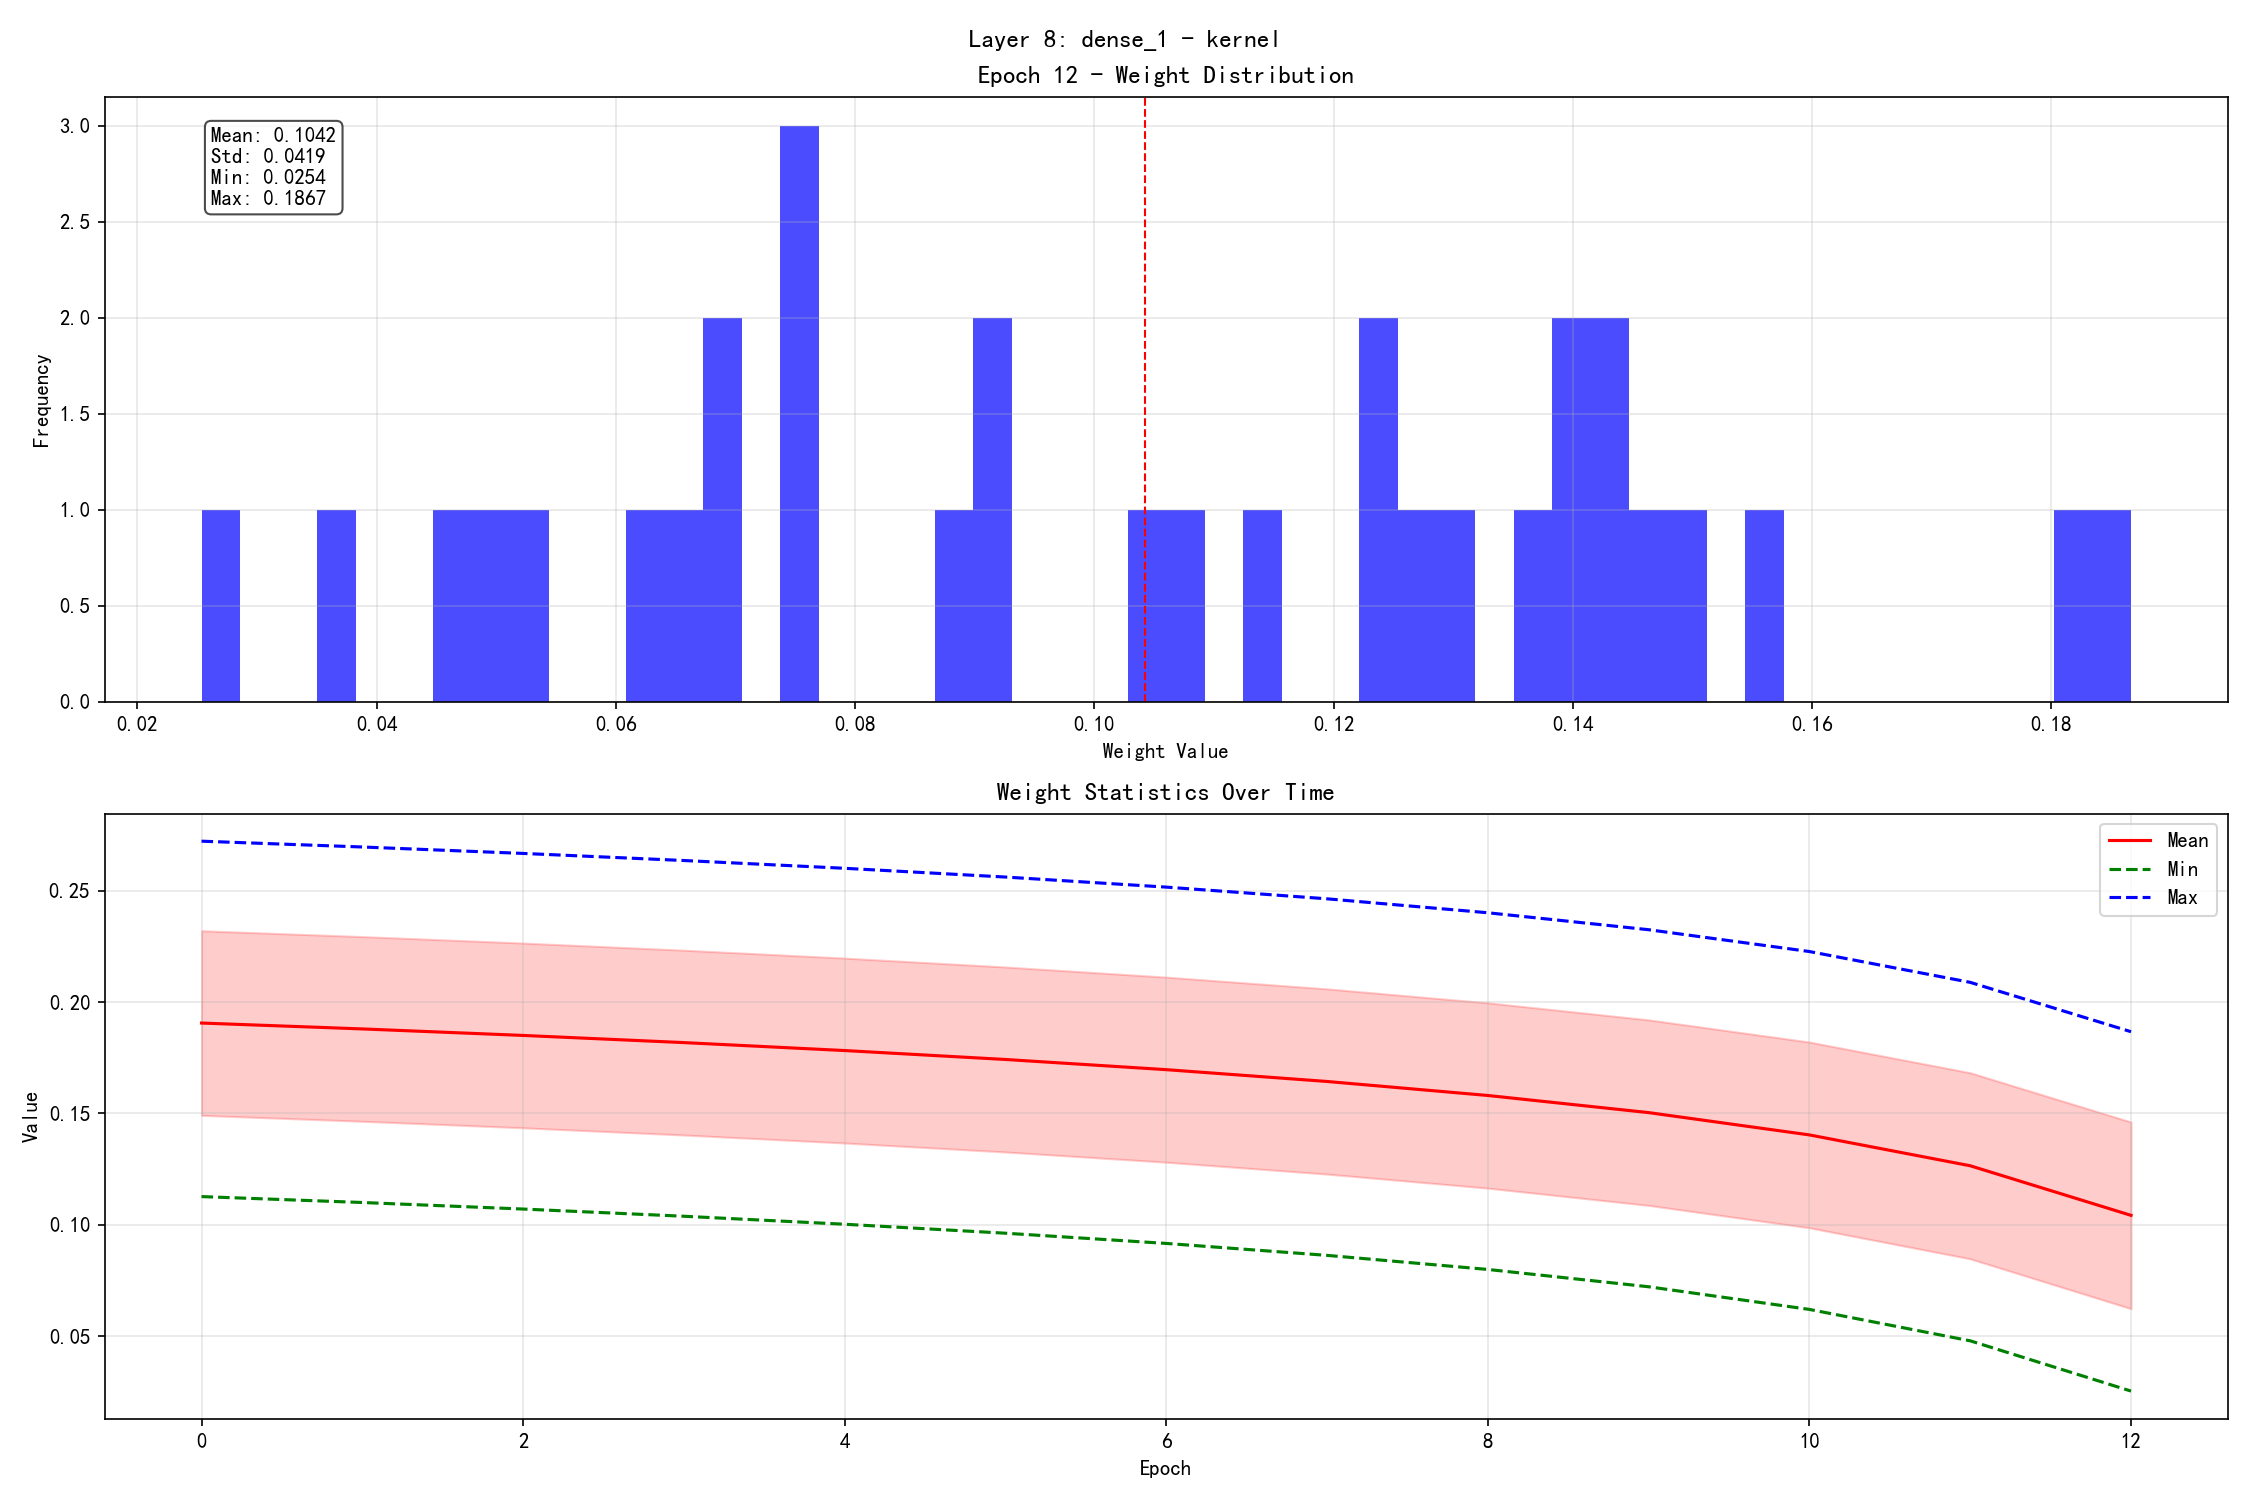 Layer 8: dense_1 - kernel
Epoch 12 - Weight Distribution
Mean: 0.1042
Std: 0.0419
Min: 0.0254
Max: 0.1867
3.0
2.5
2.0
1.5
1.0
0.5
0.0
Frequency
0.02 0.04 0.06 0.08 0.10 0.12 0.14 0.16 0.18
Weight Value
Weight Statistics Over Time
Mean
Min
Max
0.25
0.20
0.15
0.10
0.05
Value
0 2 4 6 8 10 12
Epoch